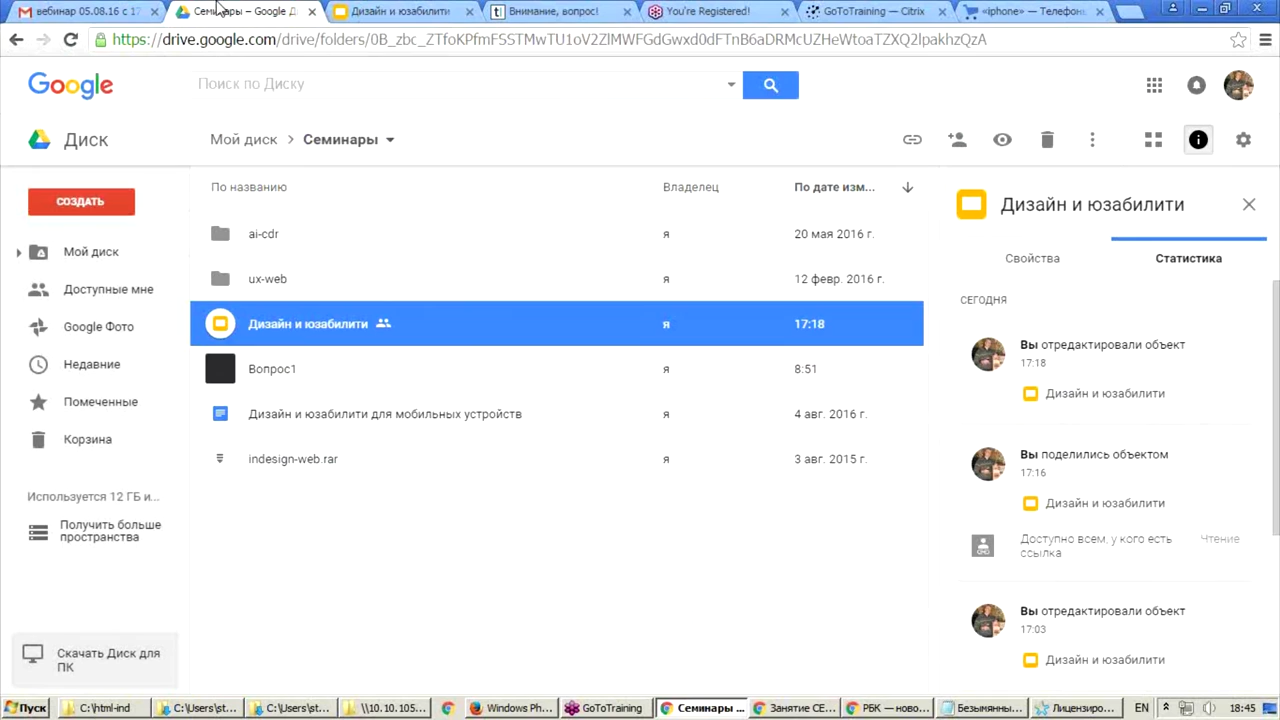 вебинар 05.08.16 с 17
Семинары – Google Д
Дизайн и юзабилити
Внимание, вопрос!
You're Registered!
GoToTraining — Citrix
«iphone» — Телефон
https://drive.google.com/drive/folders/0B_zbc_ZTfoKPfmFSSTMwTU1oV2ZlMWFGdGwxd0dFTnB6aDRMcUZHeWtoaTZXQ2lpakhzQzA
Google
Поиск по Диску
Диск
Мой диск > Семинары
СОЗДАТЬ
По названию
Владелец
По дате изм...
Дизайн и юзабилити
Свойства
Статистика
Мой диск
Доступные мне
Google Фото
Недавние
Помеченные
Корзина
Используется 12 ГБ и...
Получить больше
пространства
Скачать Диск для
ПК
ai-cdr
я
20 мая 2016 г.
ux-web
я
12 февр. 2016 г.
Дизайн и юзабилити
я
17:18
Вопрос1
я
8:51
Дизайн и юзабилити для мобильных устройств
я
4 авг. 2016 г.
indesign-web.rar
я
3 авг. 2015 г.
СЕГОДНЯ
Вы отредактировали объект
17:18
Дизайн и юзабилити
Вы поделились объектом
17:16
Дизайн и юзабилити
Доступно всем, у кого есть
ссылка
Чтение
Вы отредактировали объект
17:03
Дизайн и юзабилити
Пуск
C:\html-ind
C:\Users\st...
C:\Users\st...
\\10.10.105...
Windows Ph...
GoToTraining
Семинары ...
Занятие СЕ...
РБК — ново...
Безымянны...
Лицензиро...
EN
18:45